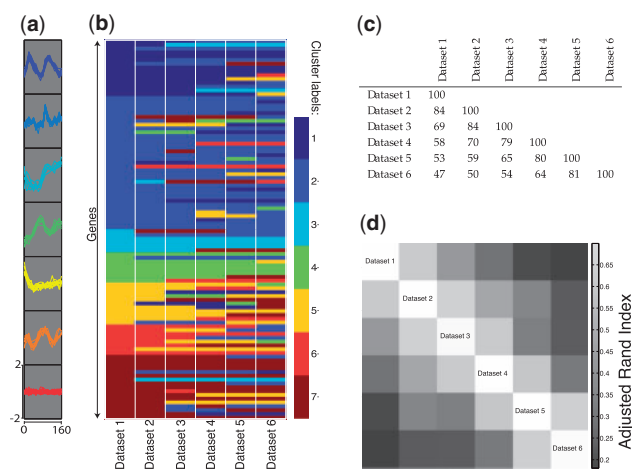 (a)
2
-2
0 160
(b)
Genes
Dataset 1
Dataset 2
Dataset 3
Dataset 4
Dataset 5
Dataset 6
Cluster labels:
1
2
3
4
5
6
7
(c)
Dataset 1 Dataset 2 Dataset 3 Dataset 4 Dataset 5 Dataset 6
Dataset 1 100
Dataset 2 84 100
Dataset 3 69 84 100
Dataset 4 58 70 79 100
Dataset 5 53 59 65 80 100
Dataset 6 47 50 54 64 81 100
(d)
Dataset 1
Dataset 2
Dataset 3
Dataset 4
Dataset 5
Dataset 6
0.65
0.6
0.55
0.5
0.45
0.4
0.35
0.3
0.25
0.2
Adjusted Rand Index